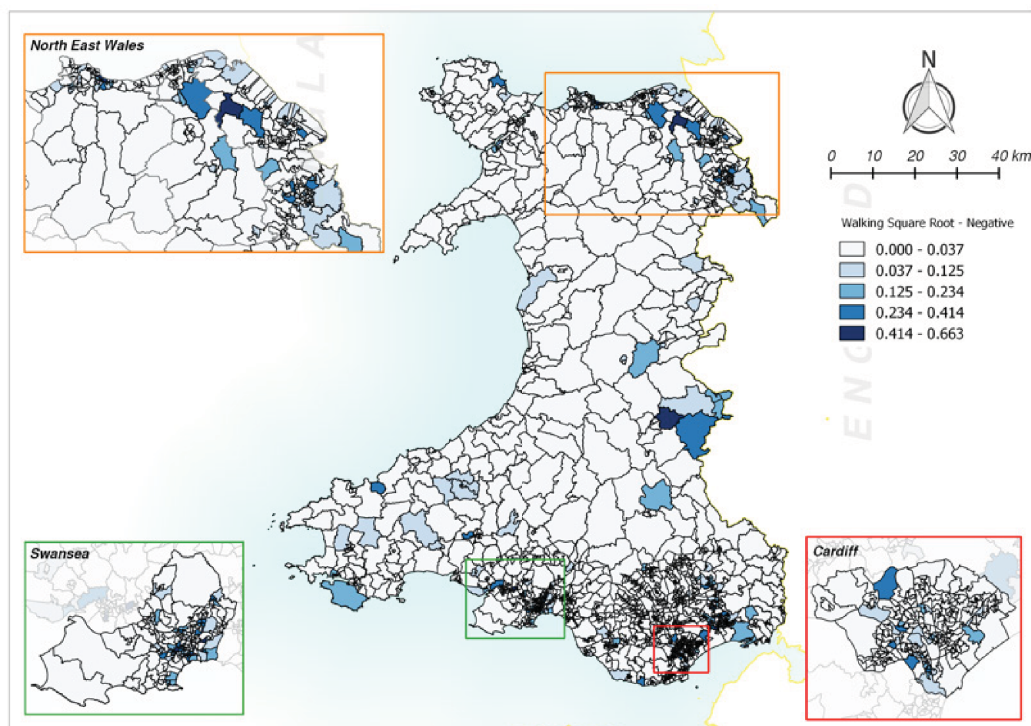 North East Wales
N
0 10 20 30 40 km
Walking Square Root - Negative
0.000 - 0.037
0.037 - 0.125
0.125 - 0.234
0.234 - 0.414
0.414 - 0.663
Swansea
Cardiff